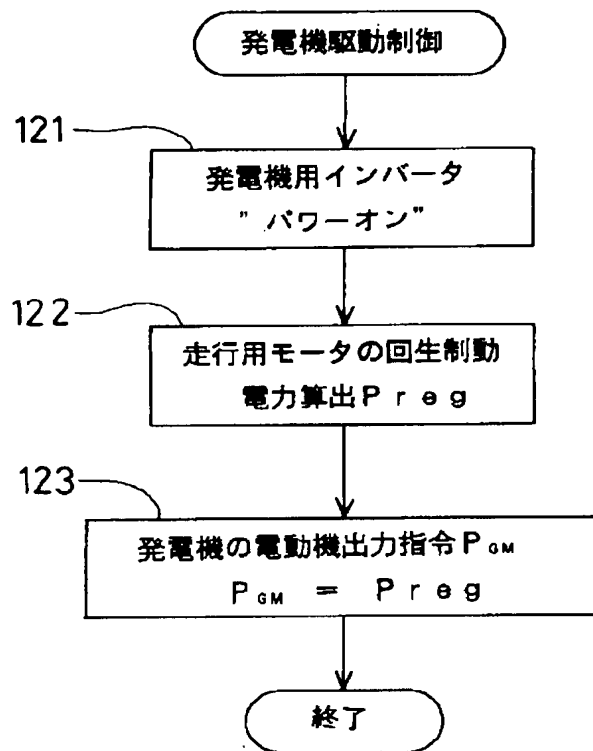 発電機駆動制御
121
発電機用インバータ
"パワーオン"
122
走行用モータの回生制動
電力算出Preg
123
発電機の電動機出力指令PGM
PGM = Preg
終了